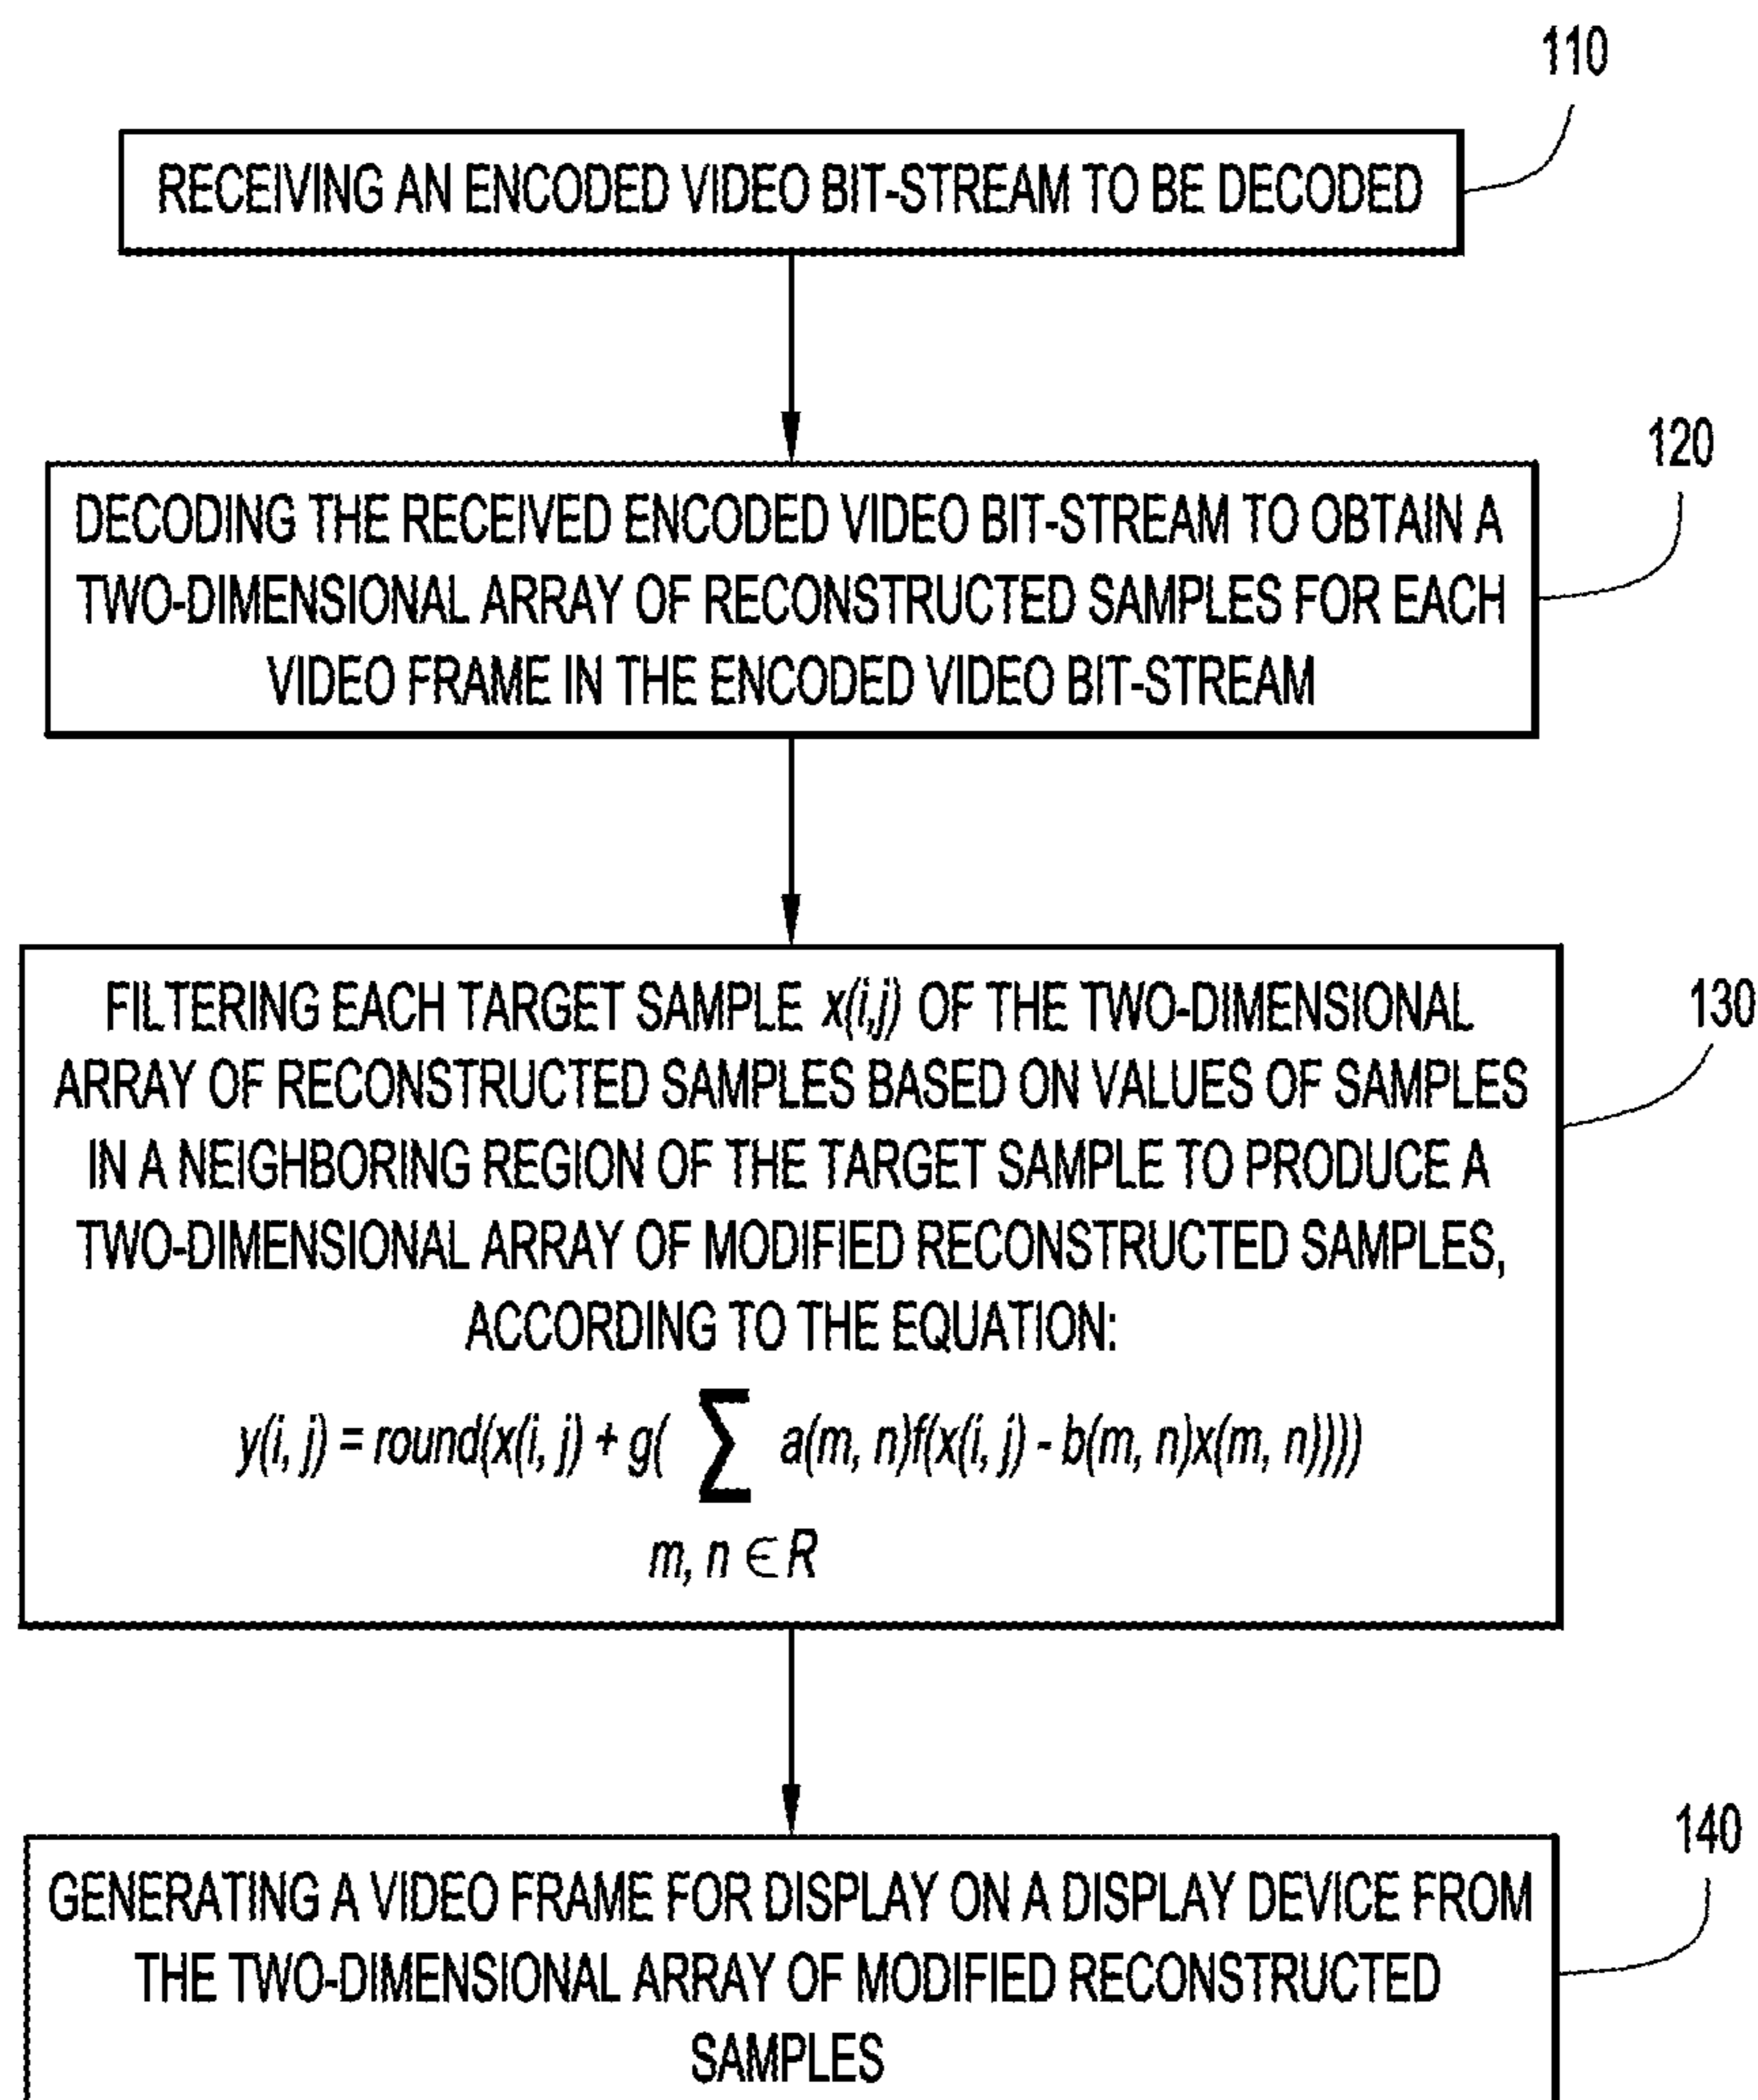 110
RECEIVING AN ENCODED VIDEO BIT-STREAM TO BE DECODED
120
DECODING THE RECEIVED ENCODED VIDEO BIT-STREAM TO OBTAIN A
TWO-DIMENSIONAL ARRAY OF RECONSTRUCTED SAMPLES FOR EACH
VIDEO FRAME IN THE ENCODED VIDEO BIT-STREAM
130
FILTERING EACH TARGET SAMPLE x(i,j) OF THE TWO-DIMENSIONAL
ARRAY OF RECONSTRUCTED SAMPLES BASED ON VALUES OF SAMPLES
IN A NEIGHBORING REGION OF THE TARGET SAMPLE TO PRODUCE A
TWO-DIMENSIONAL ARRAY OF MODIFIED RECONSTRUCTED SAMPLES,
ACCORDING TO THE EQUATION:
y(i, j) = round(x(i, j) + g( ∑ a(m, n)f(x(i, j) - b(m, n)x(m, n))))
m, n ∈ R
140
GENERATING A VIDEO FRAME FOR DISPLAY ON A DISPLAY DEVICE FROM
THE TWO-DIMENSIONAL ARRAY OF MODIFIED RECONSTRUCTED
SAMPLES